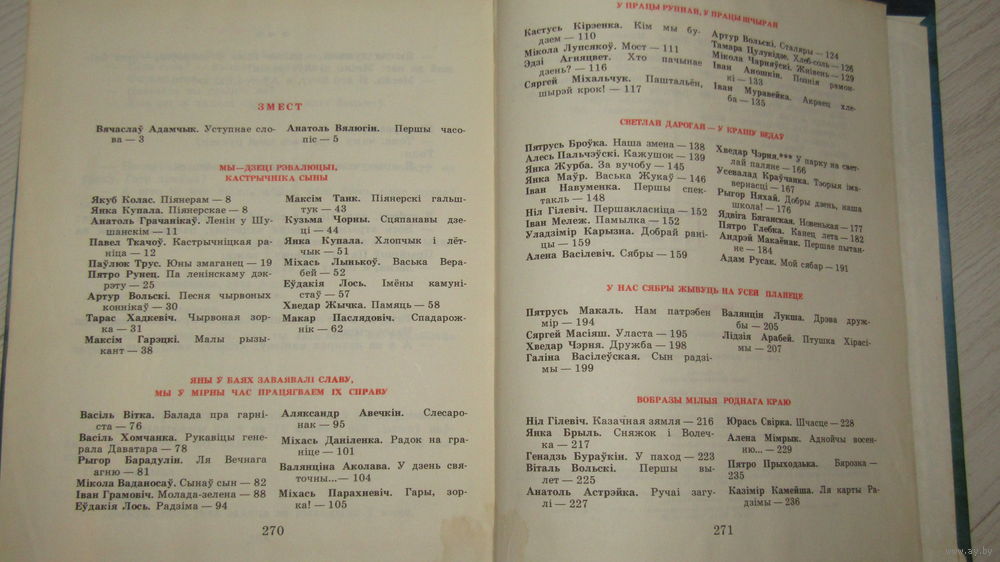 ЗМЕСТ
Вячаслаў Адамчык. Уступнае сло-
ва — 3
Анатоль Вялюгін. Першы часо-
піс — 5
МЫ—ДЗЕЦІ РЭВАЛЮЦЫІ,
КАСТРЫЧНІКА СЫНЫ
Якуб Колас. Піянерам — 8
Янка Купала. Піянерскае — 8
Анатоль Грачанікаў. Ленін у Шу-
шанскім — 11
Павел Ткачоў. Кастрычніцкая ра-
ніца — 12
Паўлюк Трус. Юны змаганец — 19
Пятро Рунец. Па ленінскаму дэк-
рэту — 25
Артур Вольскі. Песня чырвоных
коннікаў — 30
Тарас Хадкевіч. Чырвоная зор-
ка — 31
Максім Гарэцкі. Малы рызы-
кант — 38
Максім Танк. Піянерскі гальш-
тук — 43
Кузьма Чорны. Сцяпанавы дзе-
ці — 44
Янка Купала. Хлопчык і лёт-
чык — 51
Міхась Лынькоў. Васька Вера-
бей — 52
Еўдакія Лось. Імёны камуні-
стаў — 57
Хведар Жычка. Памяць — 58
Макар Паслядовіч. Спадарож-
нік — 62
ЯНЫ Ў БАЯХ ЗАВАЯВАЛІ СЛАВУ,
МЫ Ў МІРНЫ ЧАС ПРАЦЯГВАЕМ ІХ СПРАВУ
Васіль Вітка. Балада пра гарні-
ста — 76
Васіль Хомчанка. Рукавіцы гене-
рала Даватара — 78
Рыгор Барадулін. Ля Вечнага
агню — 81
Мікола Ваданосаў. Сынаў сын — 82
Іван Грамовіч. Молада-зелена — 88
Еўдакія Лось. Радзіма — 94
Аляксандр Авечкін. Слесаро-
нак — 95
Міхась Даніленка. Радок на гра-
ніце — 101
Валянціна Аколава. У дзень свя-
точны...— 104
Міхась Парахневіч. Гары, зор-
ка! — 105
270
У ПРАЦЫ РУПНАЙ, У ПРАЦЫ ШЧЫРАЙ
Кастусь Кірэенка. Кім мы бу-
дзем — 110
Мікола Лупсякоў. Мост — 111
Эдзі Агняцвет. Хто пачынае
дзень? — 116
Сяргей Міхальчук. Паштальён,
шырэй крок! — 117
Артур Вольскі. Сталяры — 124
Тамара Цулукідзе. Хлеб-соль — 126
Мікола Чарняўскі. Жнівень — 129
Іван Аношкін. Поэзія рамон-
кі — 133
Іван Муравейка. Акраец хле-
ба — 135
СВЕТЛАЙ ДАРОГАЙ — У КРАІНУ ВЕДАЎ
Пятрусь Броўка. Наша змена — 138
Алесь Пальчэўскі. Кажушок — 139
Янка Журба. За вучобу — 145
Янка Маўр. Васька Жукаў — 146
Іван Навуменка. Першы спек-
такль — 148
Ніл Гілевіч. Першакласніца — 152
Іван Мележ. Памылка — 152
Уладзімір Карызна. Добрай рані-
цы — 159
Алена Васілевіч. Сябры — 159
Хведар Чэрня.*** У парку на свет-
лай паляне — 166
Усевалад Краўчанка. Тэорыя іма-
вернасці — 167
Рыгор Няхай. Добры дзень, наша
школа! — 176
Ядвіга Бяганская. Новенькая — 177
Пятро Глебка. Канец лета — 182
Андрэй Макаёнак. Першае пытан-
не — 184
Адам Русак. Мой сябар — 191
У НАС СЯБРЫ ЖЫВУЦЬ НА ЎСЕЙ ПЛАНЕЦЕ
Пятрусь Макаль. Нам патрэбен
мір — 194
Сяргей Масіяш. Уласта — 195
Хведар Чэрня. Дружба — 198
Галіна Васілеўская. Сын радзі-
мы — 199
Валянцін Лукша. Дрэва друж-
бы — 205
Лідзія Арабей. Птушка Хірасі-
мы — 207
ВОБРАЗЫ МІЛЫЯ РОДНАГА КРАЮ
Ніл Гілевіч. Казачная зямля — 216
Янка Брыль. Сняжок і Волеч-
ка — 217
Генадзь Бураўкін. У паход — 223
Віталь Вольскі. Першы вы-
лет — 225
Анатоль Астрэйка. Ручаі загу-
лі — 227
Юрась Свірка. Шчасце — 228
Алена Мімрык. Аднойчы восен-
ню... — 229
Пятро Прыходзька. Бярозка —
235
Казімір Камейша. Ля карты Ра-
дзімы — 236
271
www.ay.by